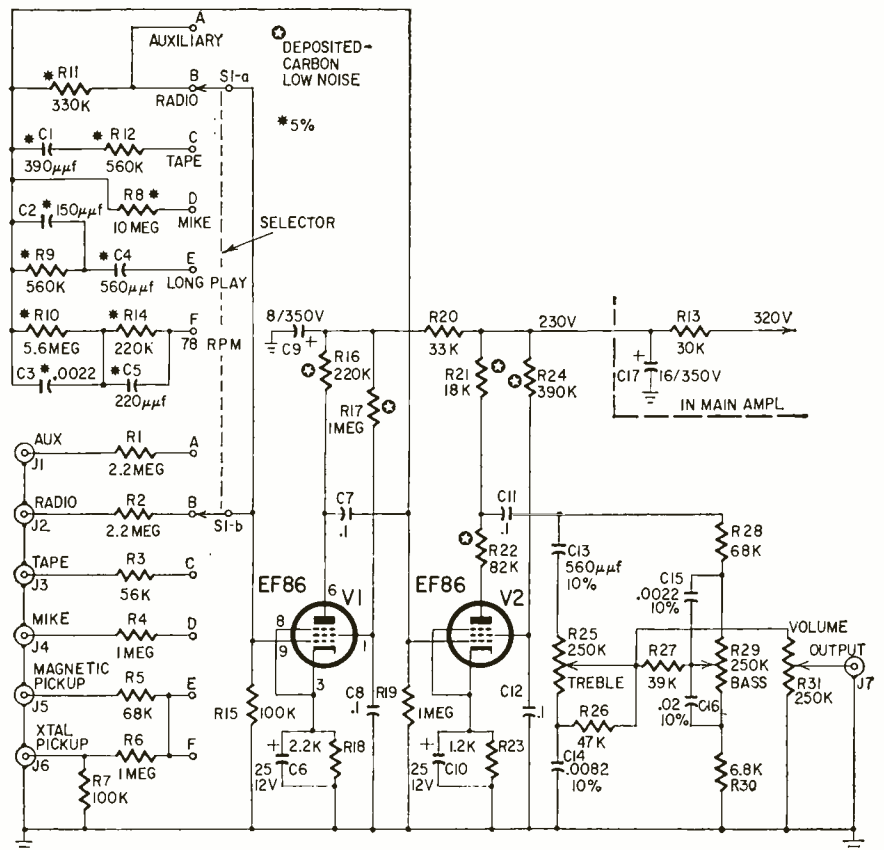 A
AUXILIARY
✪ DEPOSITED-
CARBON
LOW NOISE
* R11
330K
B
RADIO
S1-a
*5%
* C1
390µµf
* R12
560K
C
TAPE
R8 *
10 MEG
D
MIKE
C2 * 150µµf
SELECTOR
* R9
560K
* C4
560µµf
E
LONG PLAY
* R10
5.6MEG
* R14
220K
F
78 RPM
C3 * .0022
* C5
220µµf
8/350V
C9 +
R16
220K
R17
1MEG
R20
33K
230V
R21
18K
R24
390K
R13
30K
320V
+
C17
16/350V
IN MAIN AMPL.
AUX
J1
R1
2.2MEG
A
RADIO
J2
R2
2.2MEG
B
S1-b
TAPE
J3
R3
56K
C
MIKE
J4
R4
1MEG
D
MAGNETIC
PICKUP
J5
R5
68K
E
XTAL
PICKUP
J6
R6
1MEG
F
R7
100K
C7
.1
C11
.1
R22
82K
EF86
V1
6
8
9
1
3
EF86
V2
R15
100K
C8
.1
R19
1MEG
C12
.1
+
25
12V
C6
2.2K
R18
+
25
12V
C10
1.2K
R23
C13
560µµf
10%
R28
68K
C15
.0022
10%
R25
250K
TREBLE
R27
39K
R29
250K
BASS
VOLUME
R31
250K
OUTPUT
J7
R26
47K
.02
10%
C16
C14
.0082
10%
6.8K
R30